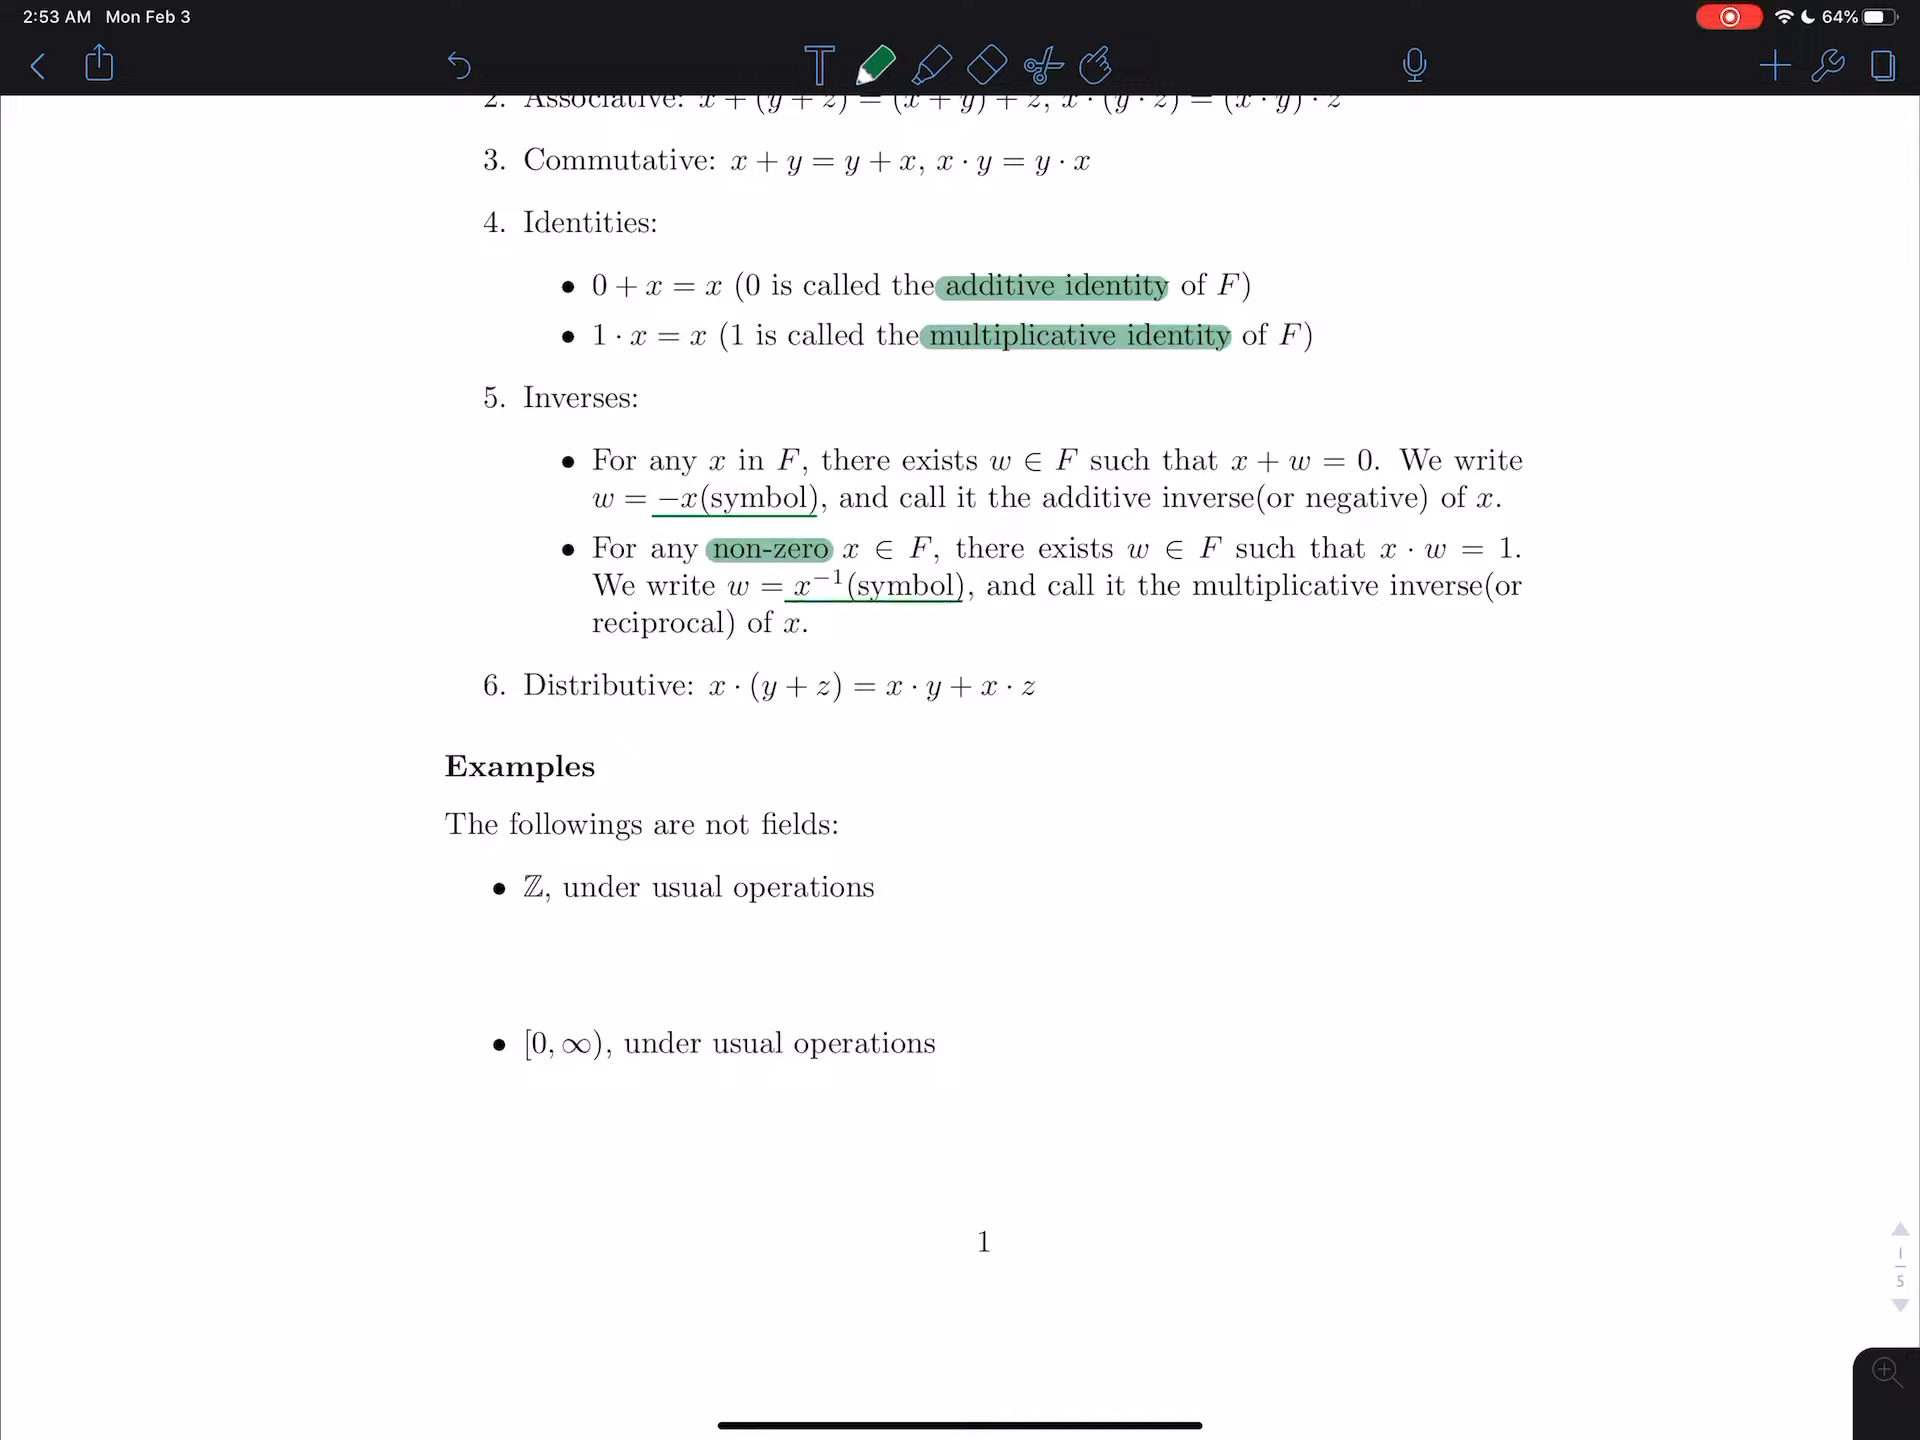 2:53 AM Mon Feb 3
64%
2. Associative: x + (y + z) = (x + y) + z, x · (y · z) = (x · y) · z
3. Commutative: x + y = y + x, x · y = y · x
4. Identities:
• 0 + x = x (0 is called the additive identity of F)
• 1 · x = x (1 is called the multiplicative identity of F)
5. Inverses:
• For any x in F, there exists w ∈ F such that x + w = 0. We write
w = −x(symbol), and call it the additive inverse(or negative) of x.
• For any non-zero x ∈ F, there exists w ∈ F such that x · w = 1.
We write w = x⁻¹(symbol), and call it the multiplicative inverse(or
reciprocal) of x.
6. Distributive: x · (y + z) = x · y + x · z
Examples
The followings are not fields:
• ℤ, under usual operations
• [0, ∞), under usual operations
1
1
5